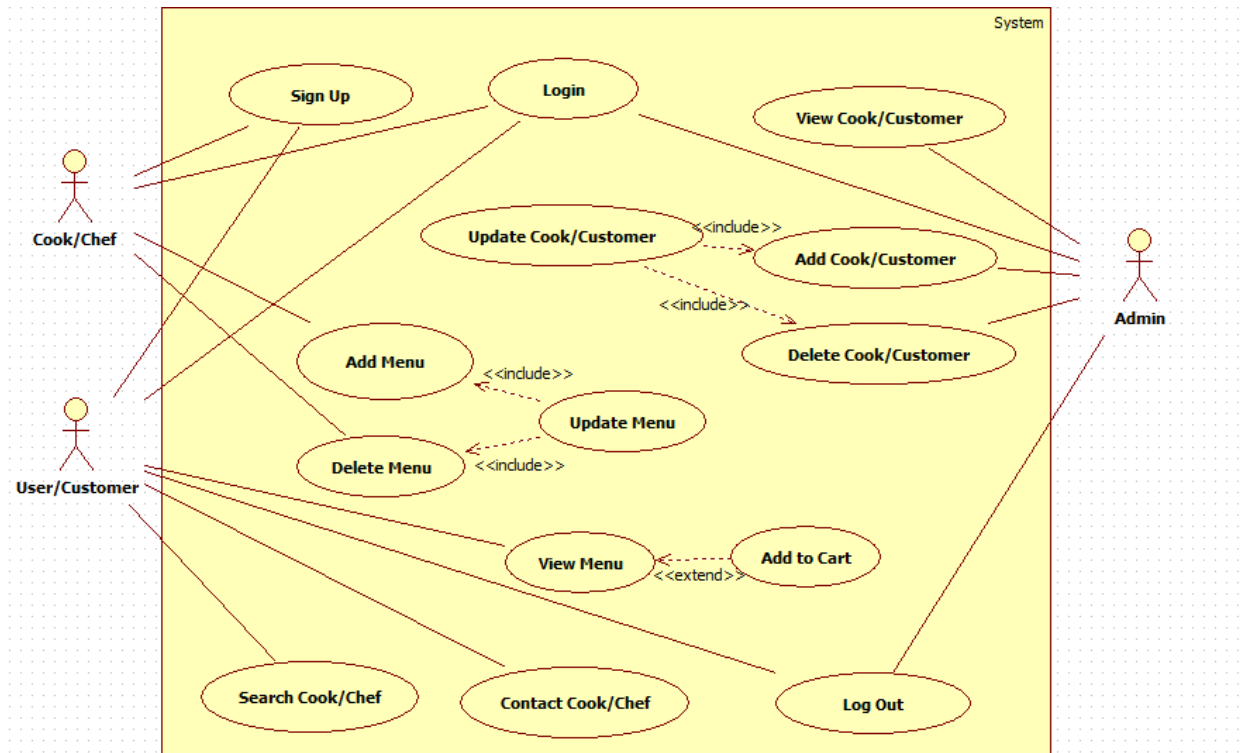 System
Sign Up
Login
View Cook/Customer
Cook/Chef
Update Cook/Customer
<<include>>
Add Cook/Customer
<<include>>
Admin
Delete Cook/Customer
Add Menu
<<include>>
Update Menu
Delete Menu
<<include>>
User/Customer
View Menu
Add to Cart
<<extend>>
Search Cook/Chef
Contact Cook/Chef
Log Out